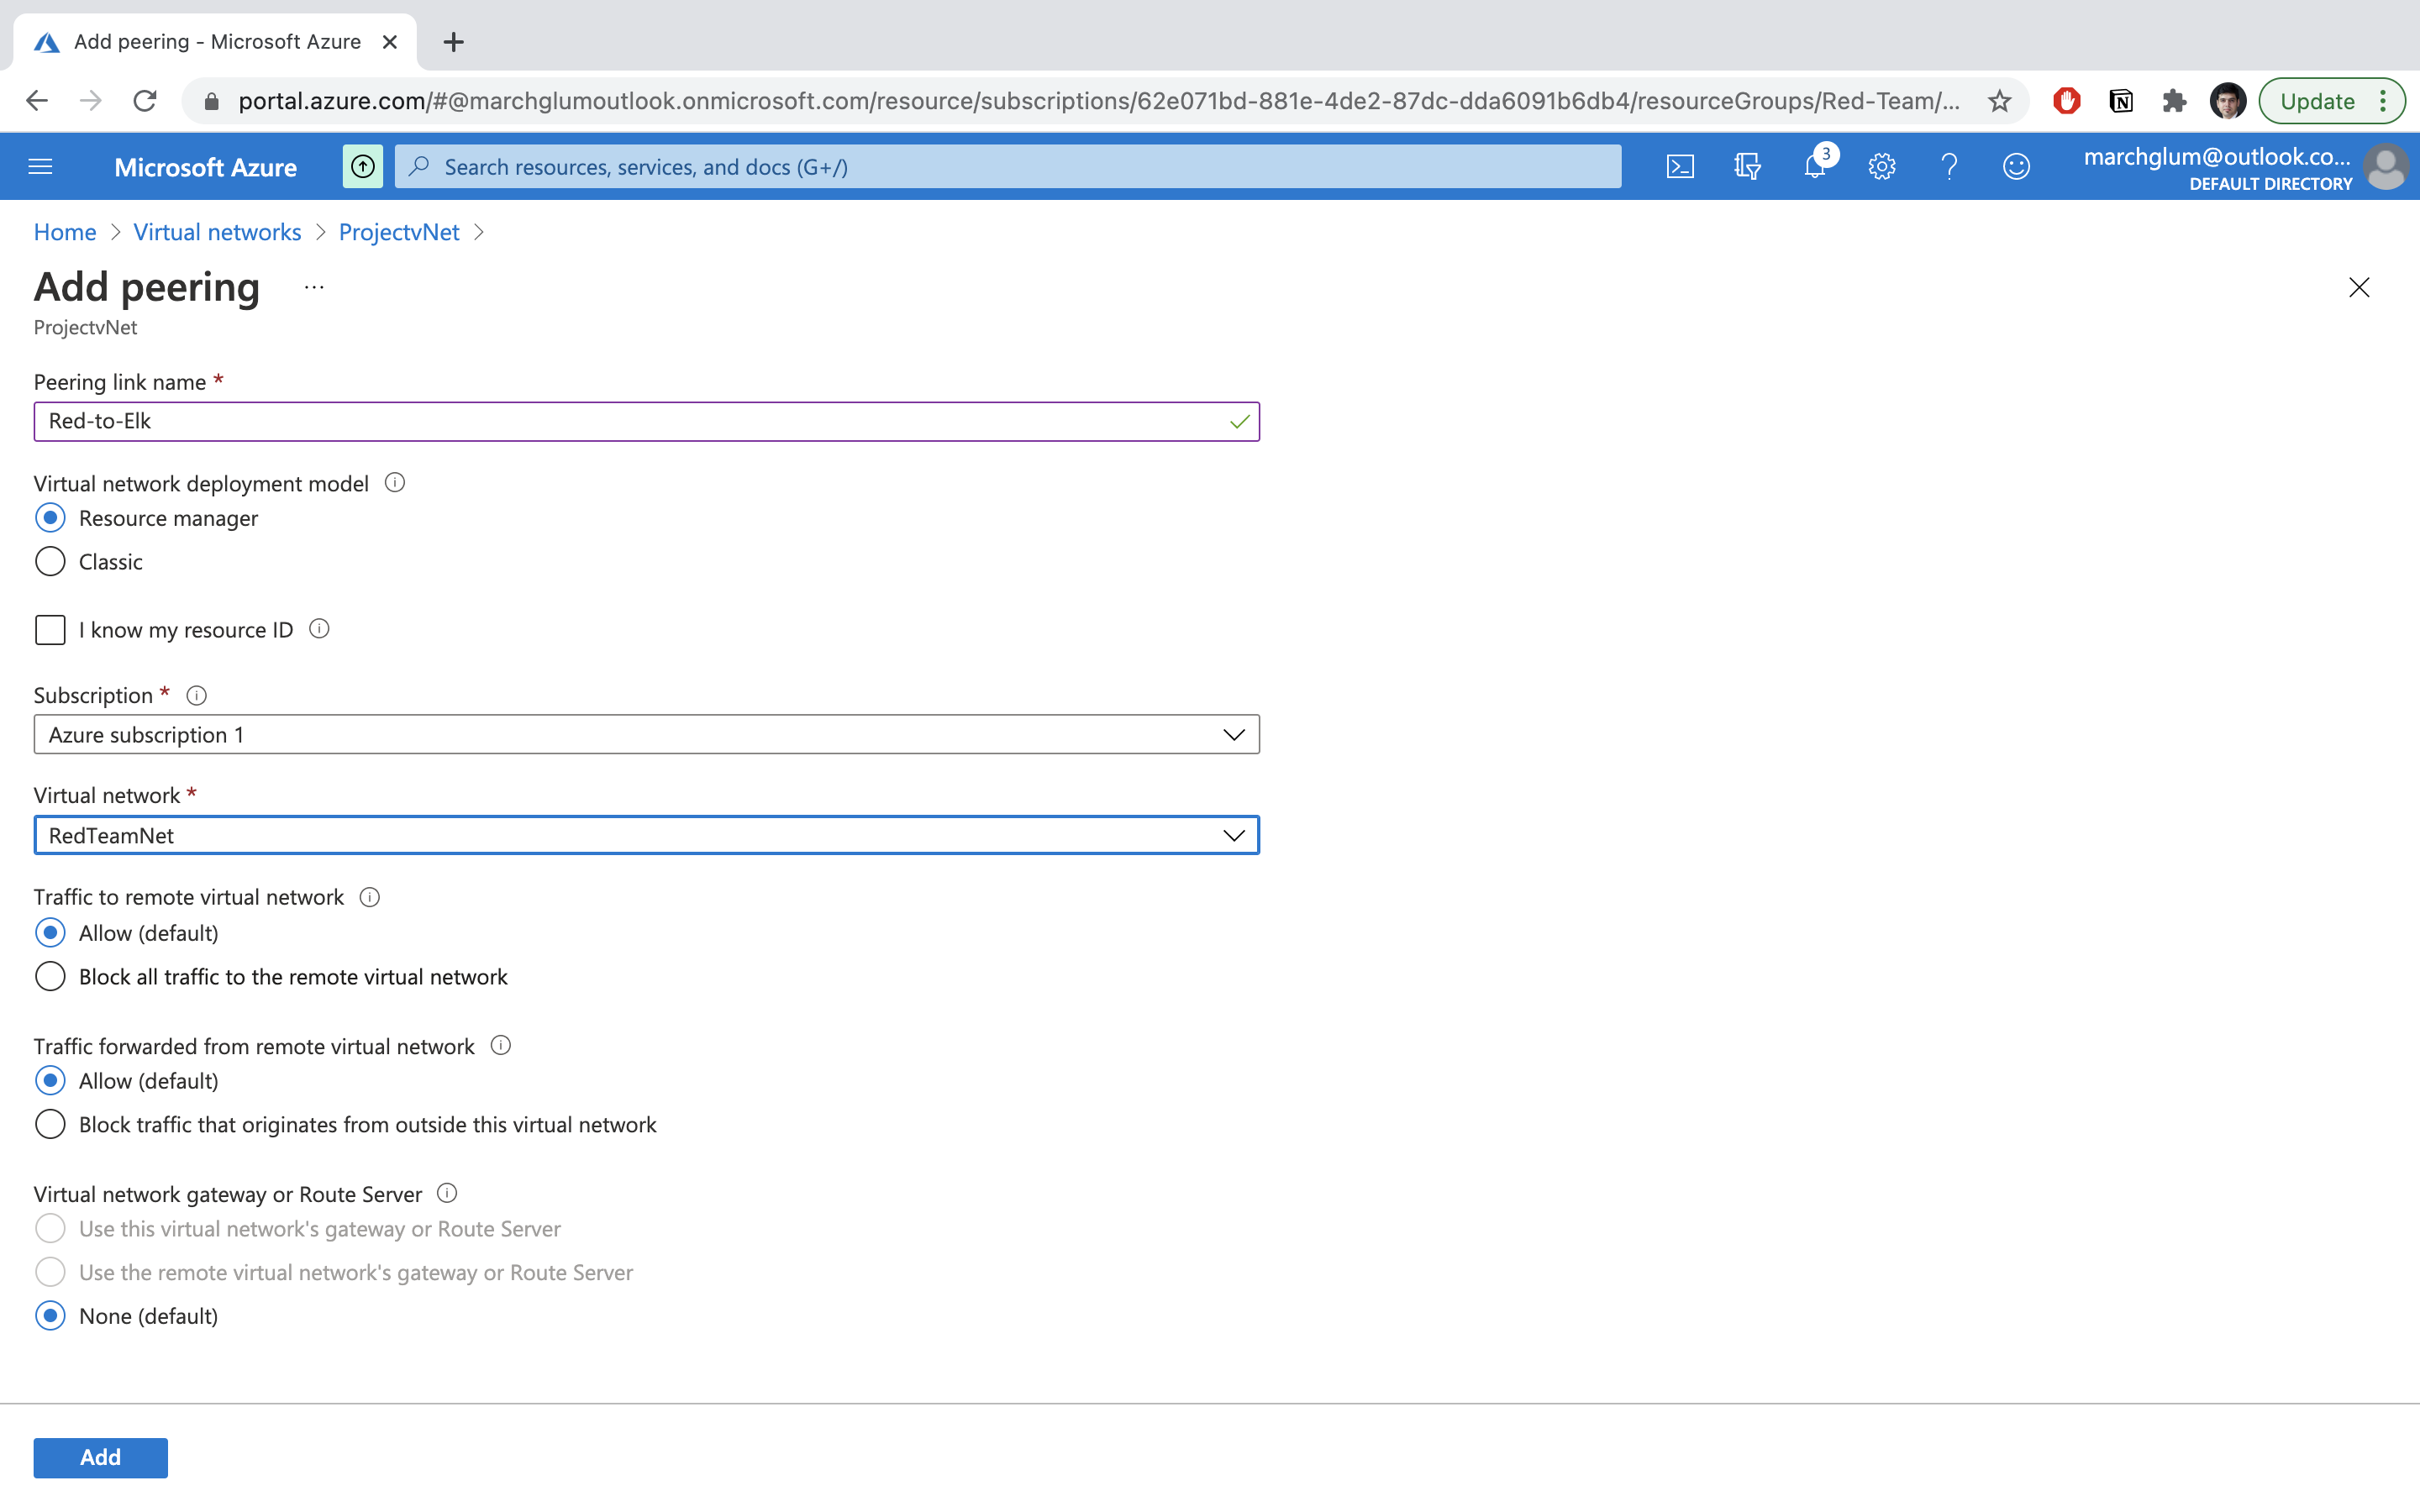 Add peering - Microsoft Azure
portal.azure.com/#@marchglumoutlook.onmicrosoft.com/resource/subscriptions/62e071bd-881e-4de2-87dc-dda6091b6db4/resourceGroups/Red-Team/...
Update
Microsoft Azure
Search resources, services, and docs (G+/)
3
marchglum@outlook.co...
DEFAULT DIRECTORY
Home > Virtual networks > ProjectvNet >
Add peering ...
ProjectvNet
Peering link name *
Red-to-Elk
Virtual network deployment model
Resource manager
Classic
I know my resource ID
Subscription *
Azure subscription 1
Virtual network *
RedTeamNet
Traffic to remote virtual network
Allow (default)
Block all traffic to the remote virtual network
Traffic forwarded from remote virtual network
Allow (default)
Block traffic that originates from outside this virtual network
Virtual network gateway or Route Server
Use this virtual network's gateway or Route Server
Use the remote virtual network's gateway or Route Server
None (default)
Add